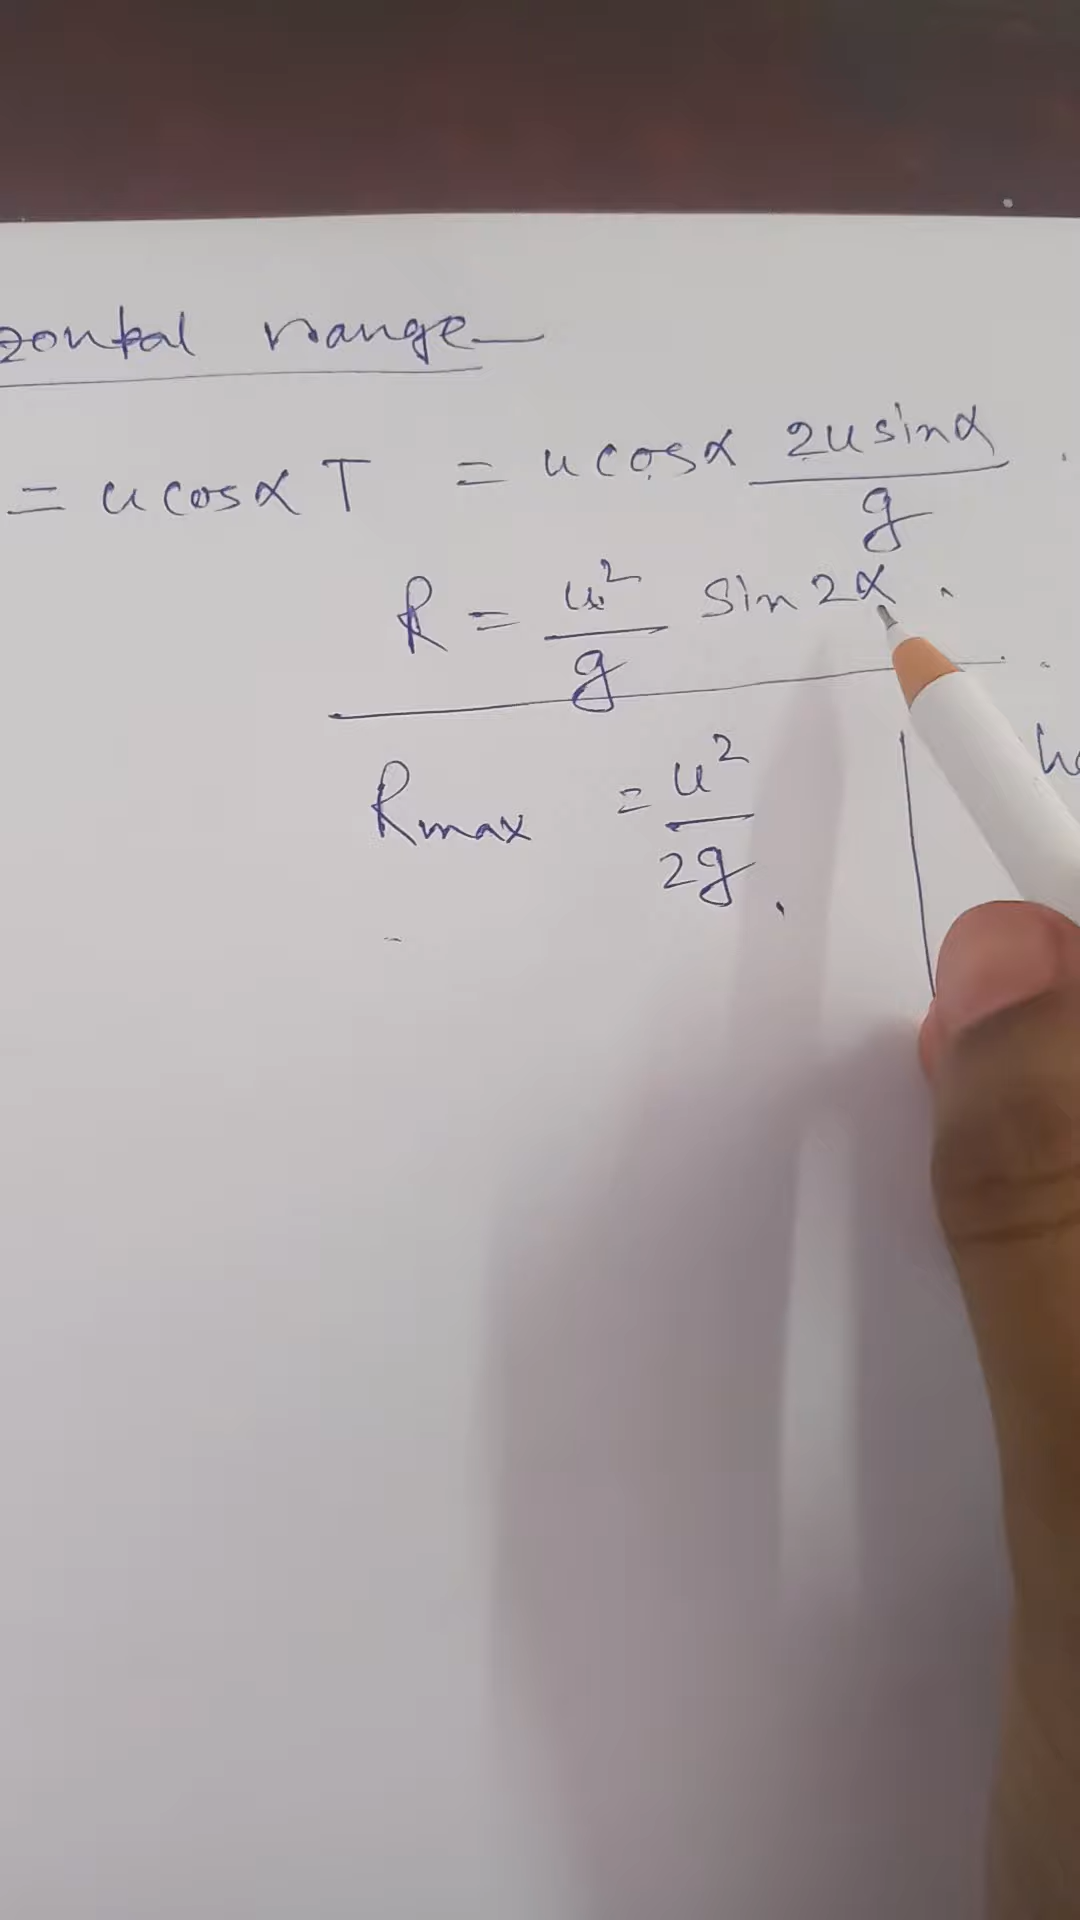 zontal range
= u cos α T = u cos α 2u sin α / g .
R = u² / g sin 2α .
Rmax = u² / 2g .